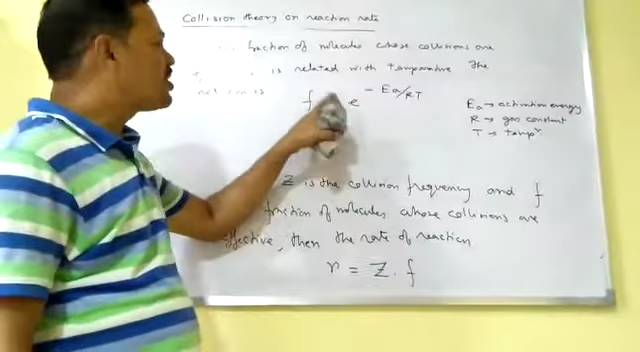 Collision theory on reaction rate
fraction of molecules whose collisions are
is related with temperature the
f e - Ea/RT
Ea → activation energy
R → gas constant
T → tempr
Z is the collision frequency and f
fraction of molecules whose collisions are
effective, then the rate of reaction
r = Z . f